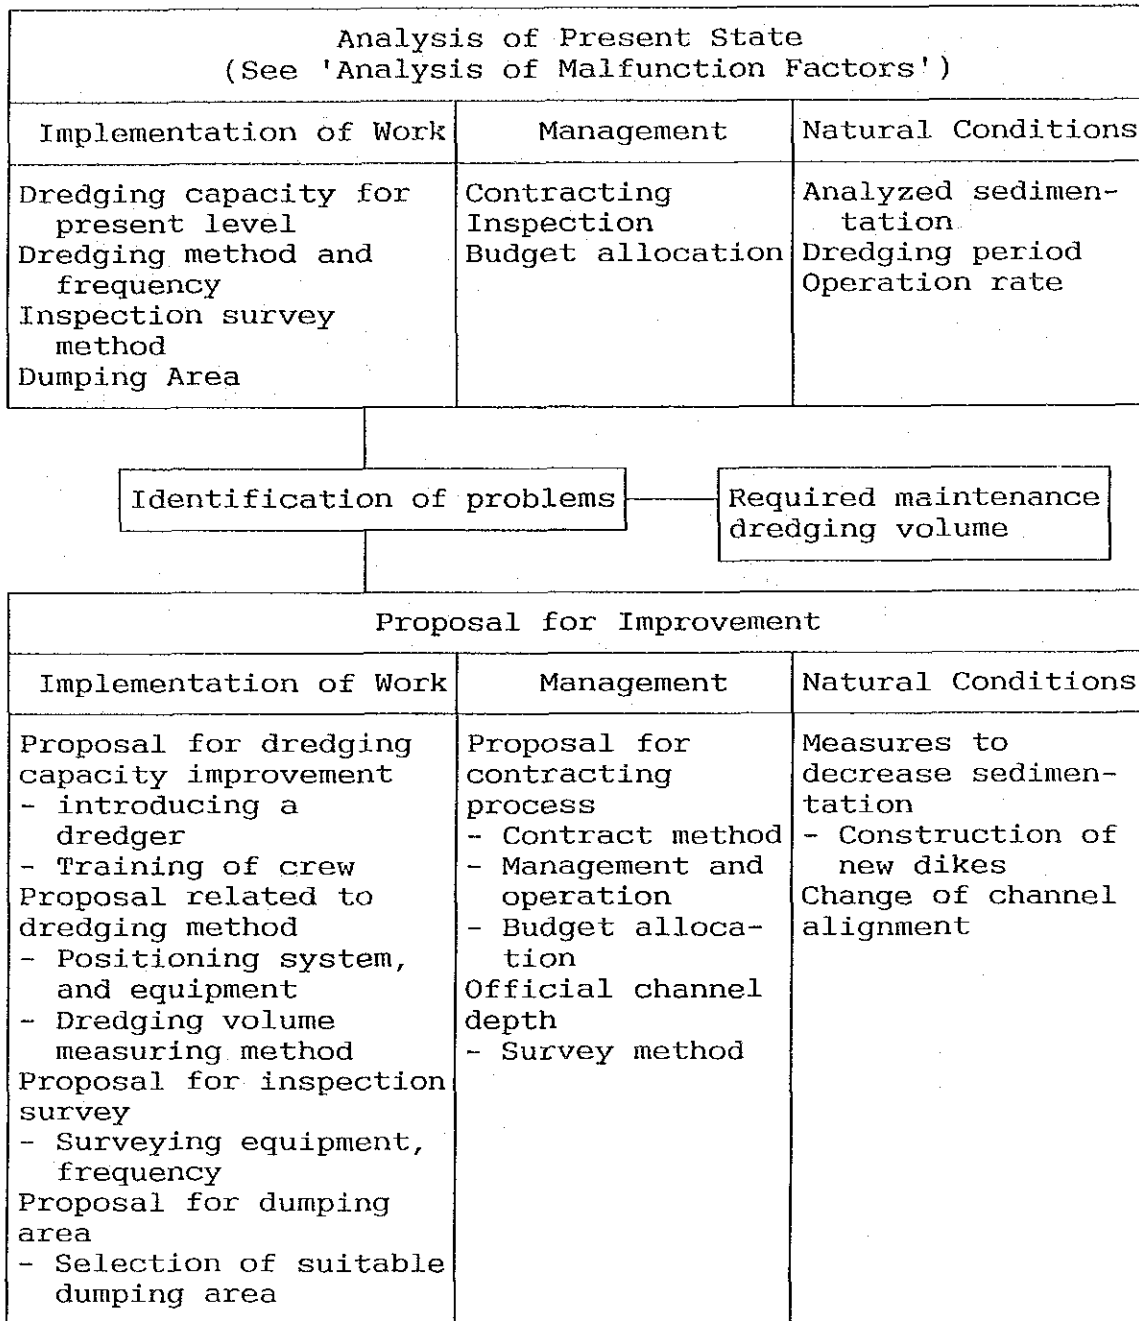 Analysis of Present State
(See 'Analysis of Malfunction Factors')
Implementation of Work
Management
Natural Conditions
Dredging capacity for
present level
Dredging method and
frequency
Inspection survey
method
Dumping Area
Contracting
Inspection
Budget allocation
Analyzed sedimen-
tation
Dredging period
Operation rate
Identification of problems
Required maintenance
dredging volume
Proposal for Improvement
Implementation of Work
Management
Natural Conditions
Proposal for dredging
capacity improvement
- introducing a
dredger
- Training of crew
Proposal related to
dredging method
- Positioning system,
and equipment
- Dredging volume
measuring method
Proposal for inspection
survey
- Surveying equipment,
frequency
Proposal for dumping
area
- Selection of suitable
dumping area
Proposal for
contracting
process
- Contract method
- Management and
operation
- Budget alloca-
tion
Official channel
depth
- Survey method
Measures to
decrease sedimen-
tation
- Construction of
new dikes
Change of channel
alignment